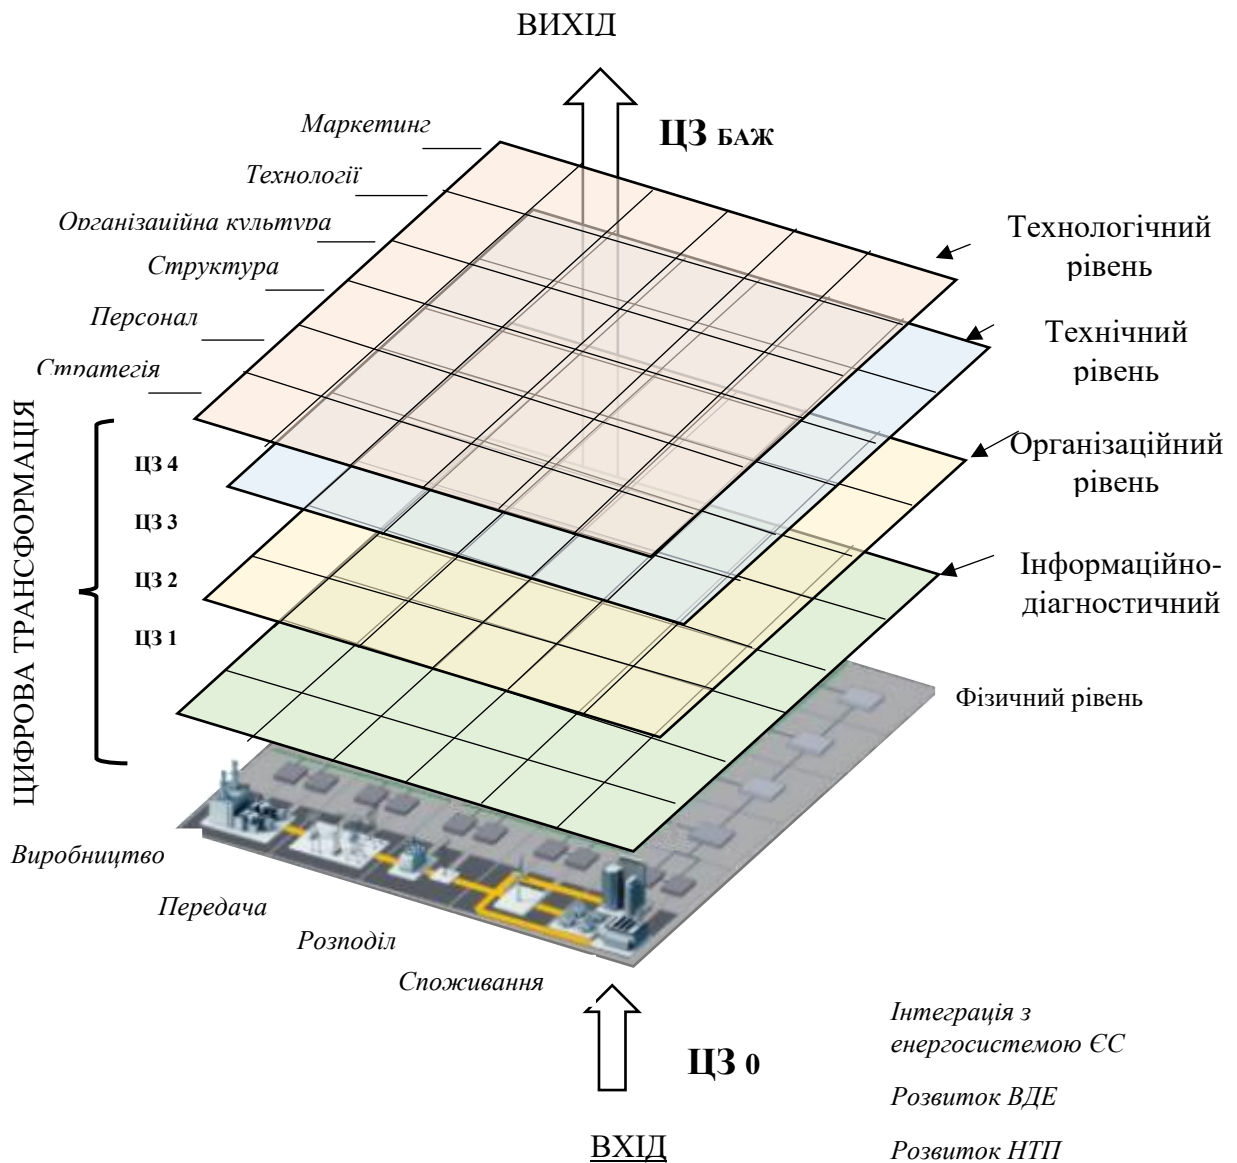 ВИХІД
ЦЗ БАЖ
Маркетинг
Технології
Організаційна культура
Структура
Персонал
Стратегія
Технологічний
рівень
Технічний
рівень
Організаційний
рівень
Інформаційно-
діагностичний
Фізичний рівень
ЦИФРОВА ТРАНСФОРМАЦІЯ
ЦЗ 4
ЦЗ 3
ЦЗ 2
ЦЗ 1
Виробництво
Передача
Розподіл
Споживання
ЦЗ 0
ВХІД
Інтеграція з
енергосистемою ЄС
Розвиток ВДЕ
Розвиток НТП